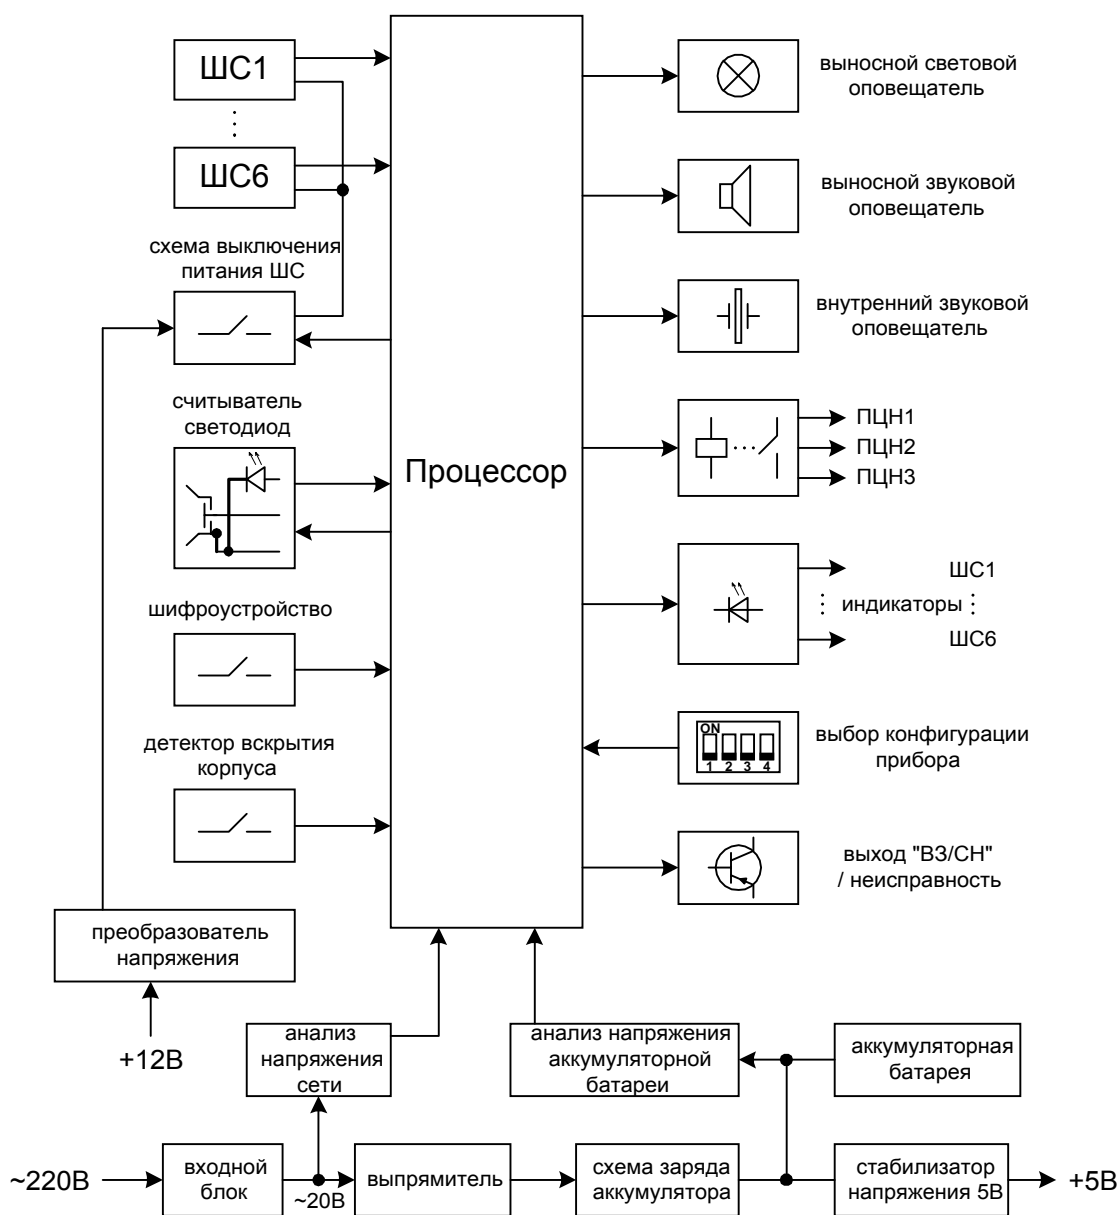 ШС1
ШС6
схема выключения
питания ШС
считыватель
светодиод
шифроустройство
детектор вскрытия
корпуса
преобразователь
напряжения
+12В
Процессор
выносной световой
оповещатель
выносной звуковой
оповещатель
внутренний звуковой
оповещатель
ПЦН1
ПЦН2
ПЦН3
ШС1
индикаторы
ШС6
ON
1 2 3 4
выбор конфигурации
прибора
выход "ВЗ/СН"
/ неисправность
анализ
напряжения
сети
анализ напряжения
аккумуляторной
батареи
аккумуляторная
батарея
~220В
входной
блок
~20В
выпрямитель
схема заряда
аккумулятора
стабилизатор
напряжения 5В
+5В